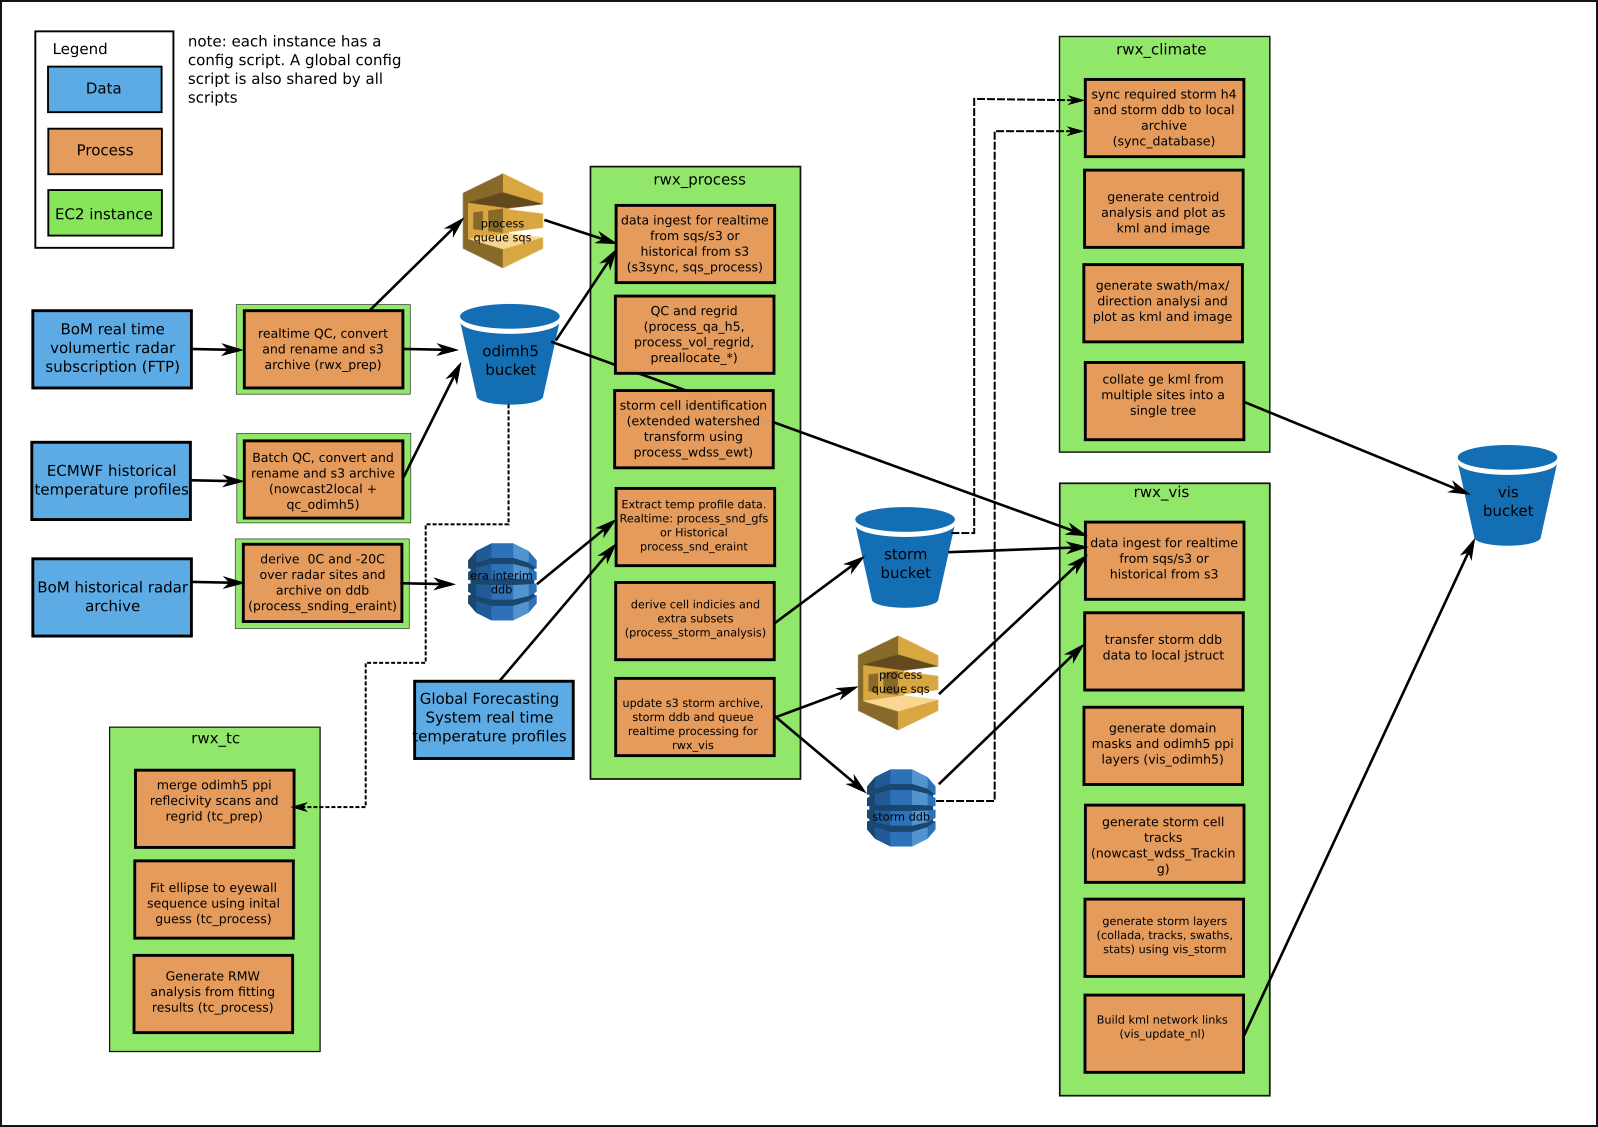 Legend
Data
Process
EC2 instance
note: each instance has a
config script. A global config
script is also shared by all
scripts
BoM real time
volumertic radar
subscription (FTP)
realtime QC, convert
and rename and s3
archive (rwx_prep)
ECMWF historical
temperature profiles
Batch QC, convert and
rename and s3 archive
(nowcast2local +
qc_odimh5)
BoM historical radar
archive
derive 0C and -20C
over radar sites and
archive on ddb
(process_snding_eraint)
process
queue sqs
odimh5
bucket
era interim
ddb
Global Forecasting
System real time
temperature profiles
rwx_tc
merge odimh5 ppi
reflecivity scans and
regrid (tc_prep)
Fit ellipse to eyewall
sequence using inital
guess (tc_process)
Generate RMW
analysis from fitting
results (tc_process)
rwx_process
data ingest for realtime
from sqs/s3 or
historical from s3
(s3sync, sqs_process)
QC and regrid
(process_qa_h5,
process_vol_regrid,
preallocate_*)
storm cell identification
(extended watershed
transform using
process_wdss_ewt)
Extract temp profile data.
Realtime: process_snd_gfs
or Historical
process_snd_eraint
derive cell indicies and
extra subsets
(process_storm_analysis)
update s3 storm archive,
storm ddb and queue
realtime processing for
rwx_vis
storm
bucket
process
queue sqs
storm ddb
rwx_climate
sync required storm h4
and storm ddb to local
archive
(sync_database)
generate centroid
analysis and plot as
kml and image
generate swath/max/
direction analysi and
plot as kml and image
collate ge kml from
multiple sites into a
single tree
rwx_vis
data ingest for realtime
from sqs/s3 or
historical from s3
transfer storm ddb
data to local jstruct
generate domain
masks and odimh5 ppi
layers (vis_odimh5)
generate storm cell
tracks
(nowcast_wdss_Trackin
g)
generate storm layers
(collada, tracks, swaths,
stats) using vis_storm
Build kml network links
(vis_update_nl)
vis
bucket